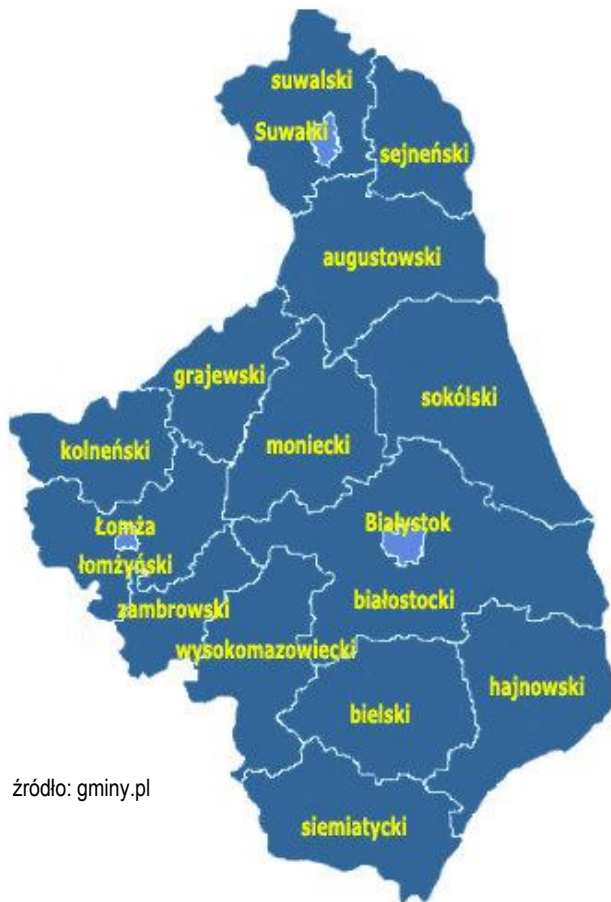 suwalski
Suwałki
sejneński
augustowski
grajewski
sokólski
kolneński
moniecki
Łomża
Białystok
łomżyński
zambrowski
białostocki
wysokomazowiecki
hajnowski
bielski
źródło: gminy.pl
siemiatycki